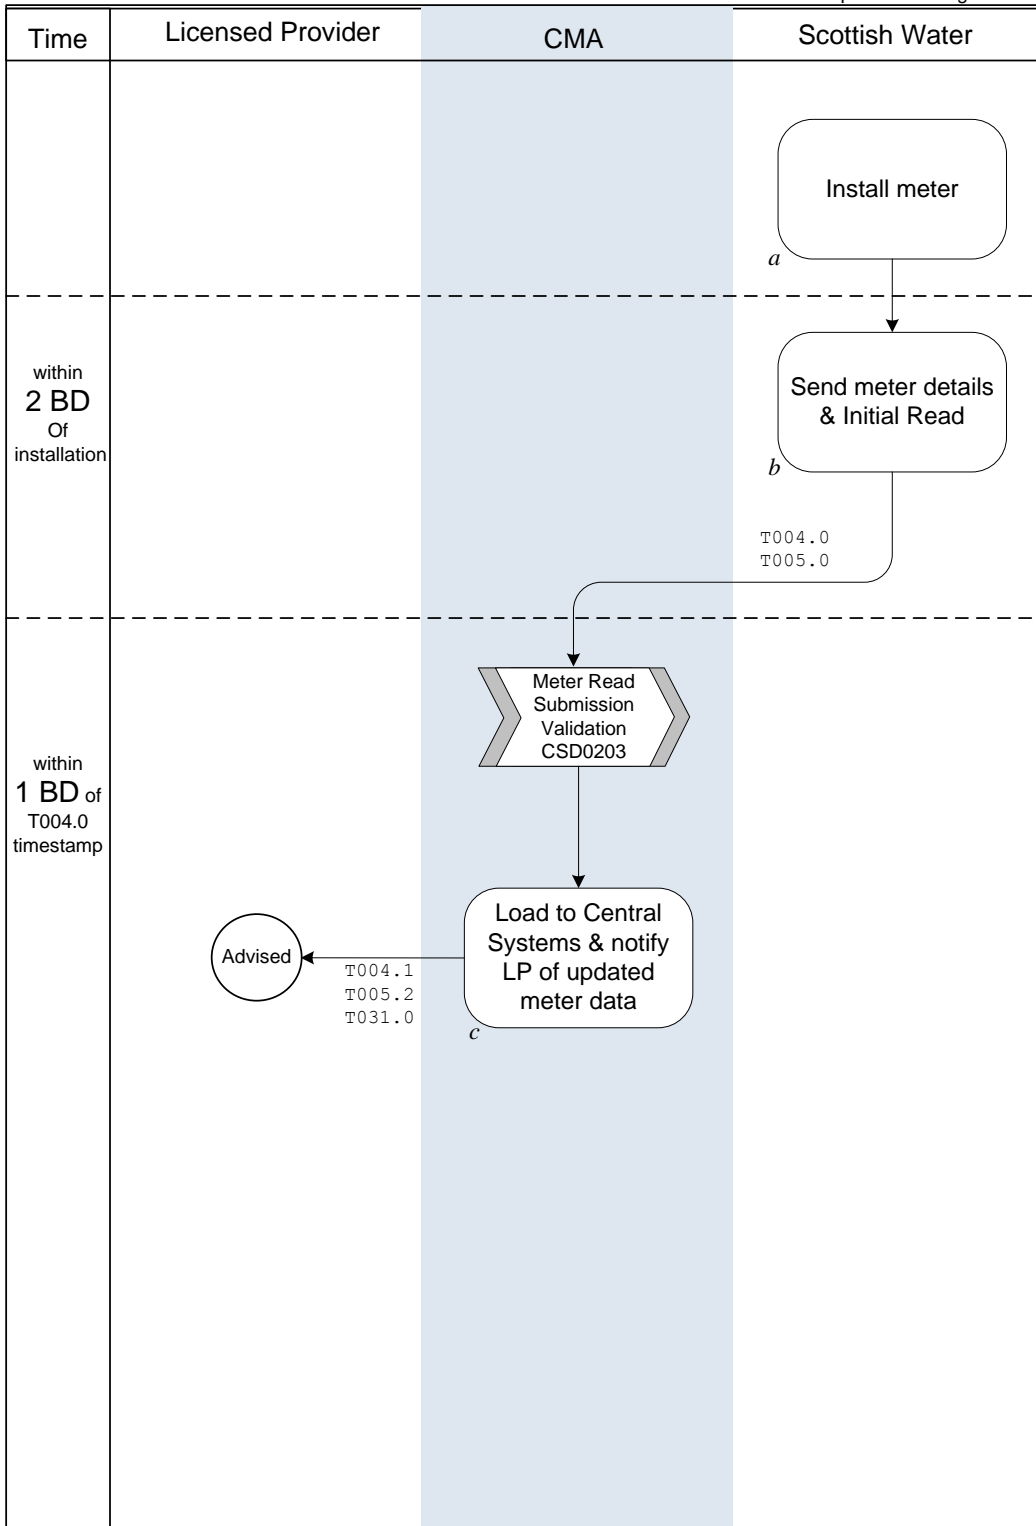 Time
Licensed Provider
CMA
Scottish Water
Install meter
a
within
2 BD
Of
installation
Send meter details
& Initial Read
b
T004.0
T005.0
Meter Read
Submission
Validation
CSD0203
within
1 BD of
T004.0
timestamp
Load to Central
Systems & notify
LP of updated
meter data
c
Advised
T004.1
T005.2
T031.0